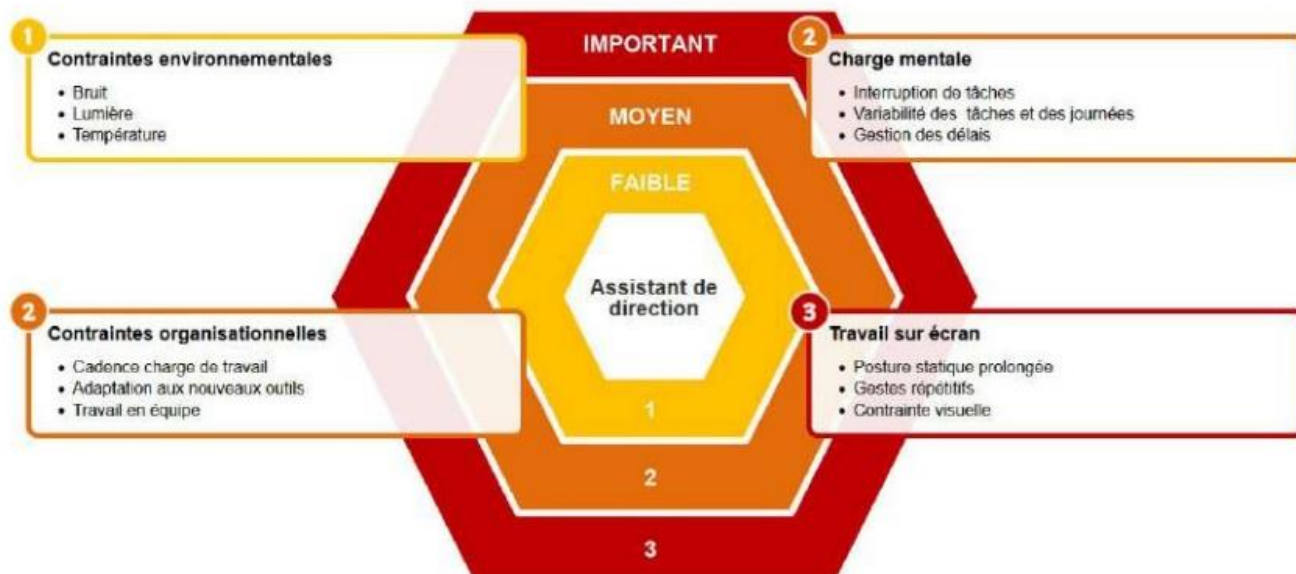 1
Contraintes environnementales
• Bruit
• Lumière
• Température
IMPORTANT
MOYEN
FAIBLE
2
Charge mentale
• Interruption de tâches
• Variabilité des tâches et des journées
• Gestion des délais
Assistant de
direction
2
Contraintes organisationnelles
• Cadence charge de travail
• Adaptation aux nouveaux outils
• Travail en équipe
3
Travail sur écran
• Posture statique prolongée
• Gestes répétitifs
• Contrainte visuelle
1
2
3